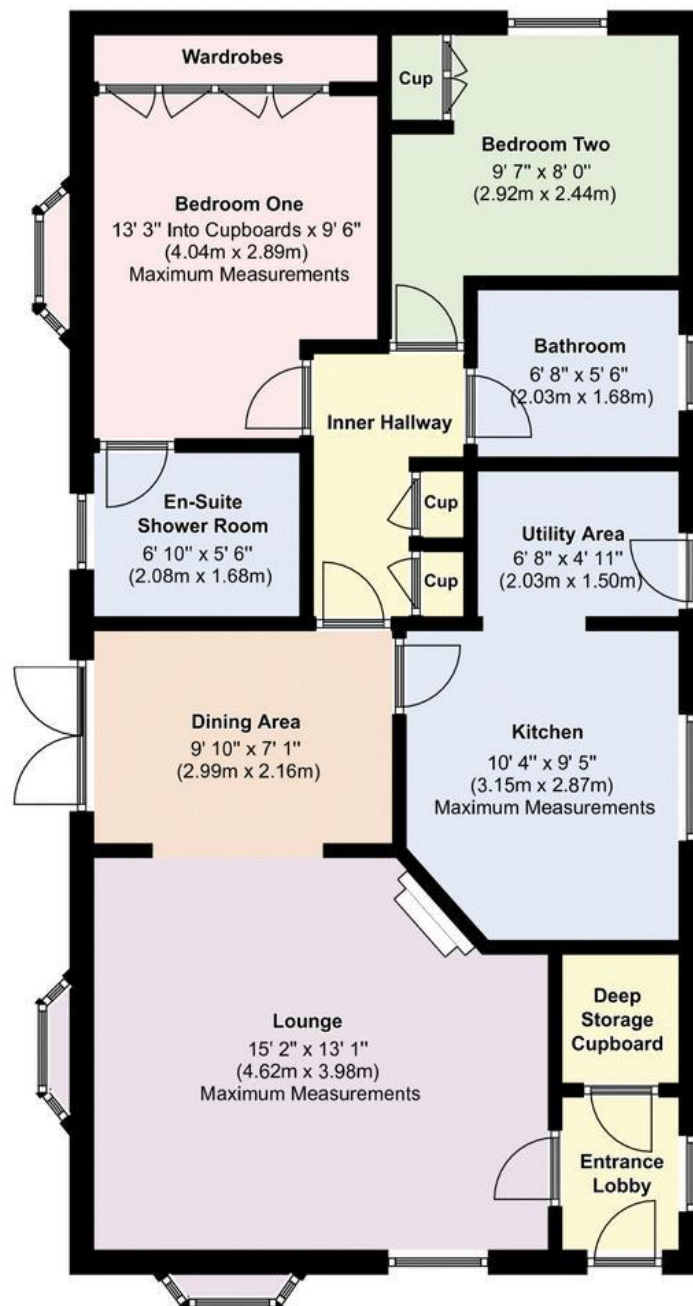 Wardrobes
Cup
Bedroom Two
9' 7" x 8' 0"
(2.92m x 2.44m)
Bedroom One
13' 3" Into Cupboards x 9' 6"
(4.04m x 2.89m)
Maximum Measurements
Bathroom
6' 8" x 5' 6"
(2.03m x 1.68m)
Inner Hallway
En-Suite
Shower Room
6' 10" x 5' 6"
(2.08m x 1.68m)
Cup
Cup
Utility Area
6' 8" x 4' 11"
(2.03m x 1.50m)
Dining Area
9' 10" x 7' 1"
(2.99m x 2.16m)
Kitchen
10' 4" x 9' 5"
(3.15m x 2.87m)
Maximum Measurements
Lounge
15' 2" x 13' 1"
(4.62m x 3.98m)
Maximum Measurements
Deep
Storage
Cupboard
Entrance
Lobby